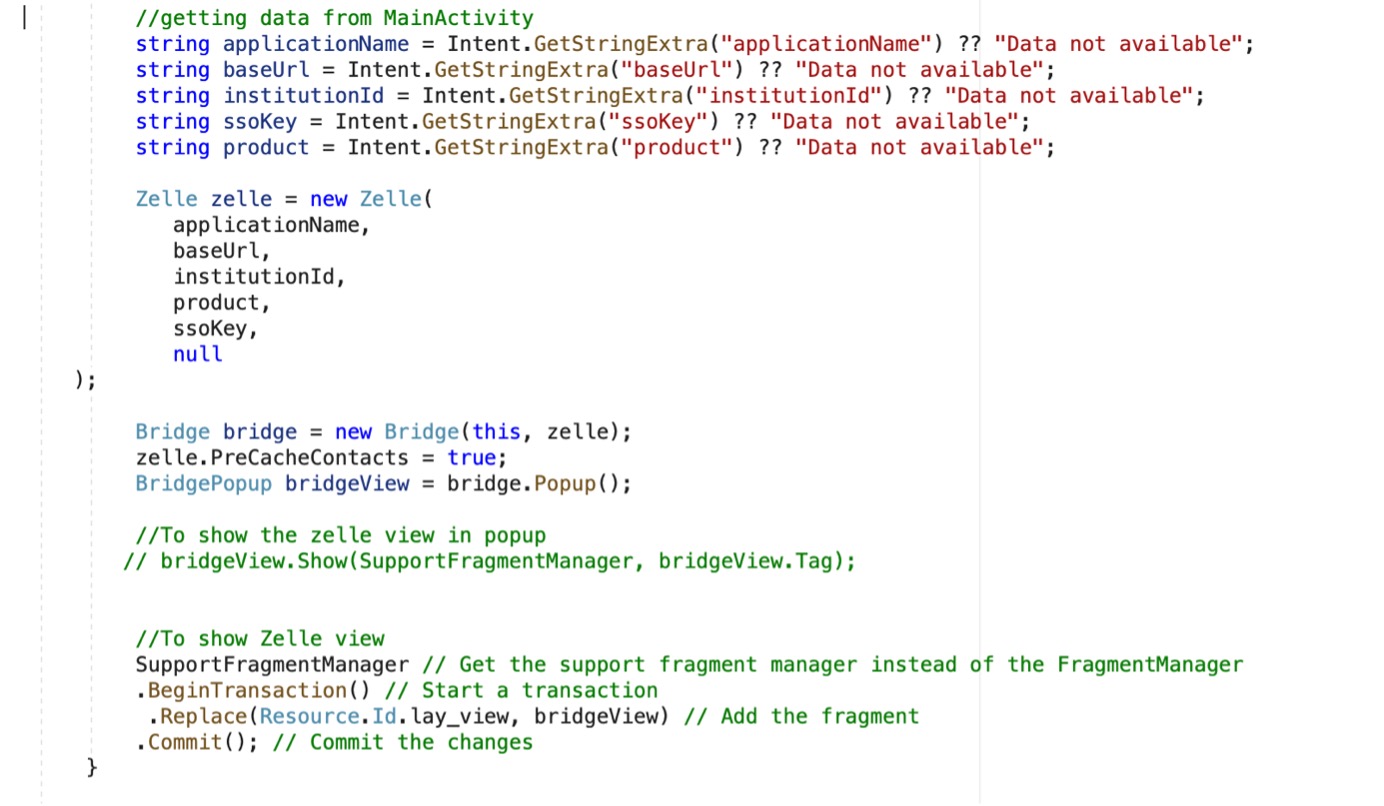 //getting data from MainActivity
string applicationName = Intent.GetStringExtra("applicationName") ?? "Data not available";
string baseUrl = Intent.GetStringExtra("baseUrl") ?? "Data not available";
string institutionId = Intent.GetStringExtra("institutionId") ?? "Data not available";
string ssoKey = Intent.GetStringExtra("ssoKey") ?? "Data not available";
string product = Intent.GetStringExtra("product") ?? "Data not available";
Zelle zelle = new Zelle(
applicationName,
baseUrl,
institutionId,
product,
ssoKey,
null
);
Bridge bridge = new Bridge(this, zelle);
zelle.PreCacheContacts = true;
BridgePopup bridgeView = bridge.Popup();
//To show the zelle view in popup
// bridgeView.Show(SupportFragmentManager, bridgeView.Tag);
//To show Zelle view
SupportFragmentManager // Get the support fragment manager instead of the FragmentManager
.BeginTransaction() // Start a transaction
.Replace(Resource.Id.lay_view, bridgeView) // Add the fragment
.Commit(); // Commit the changes
}